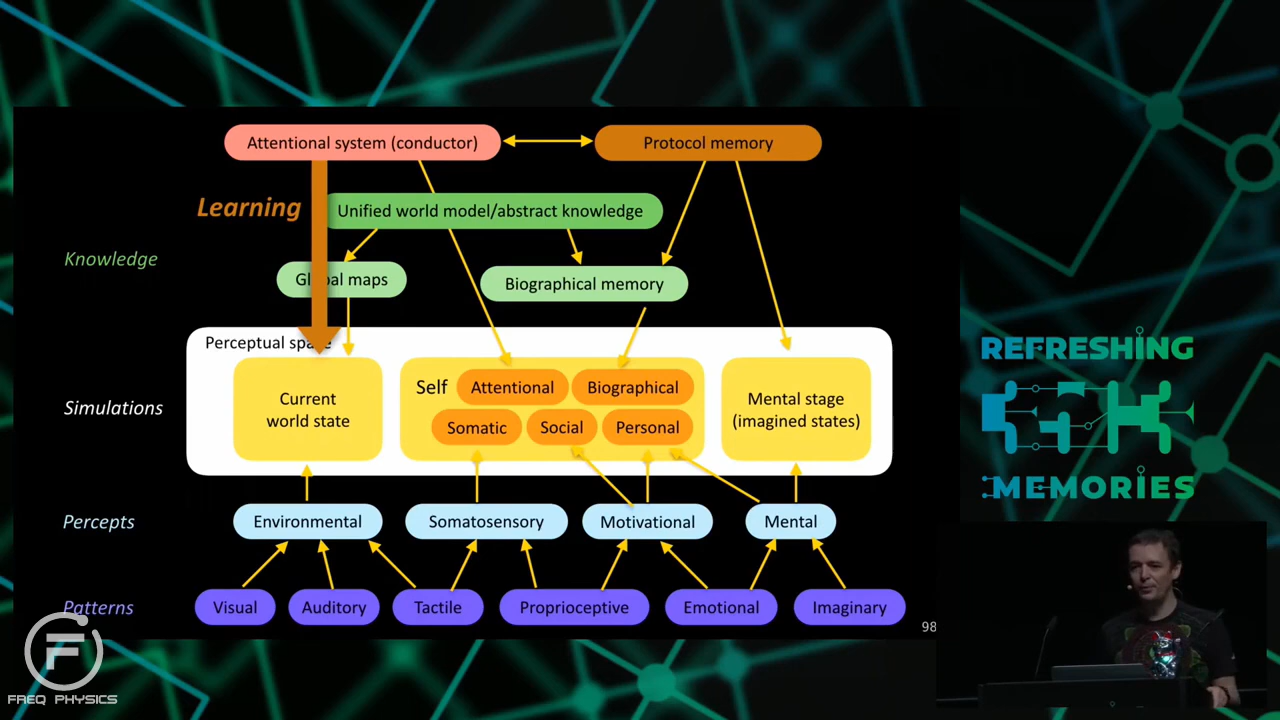 Attentional system (conductor)
Protocol memory
Learning
Unified world model/abstract knowledge
Knowledge
Global maps
Biographical memory
Perceptual space
Simulations
Current
world state
Self
Attentional
Biographical
Somatic
Social
Personal
Mental stage
(imagined states)
Percepts
Environmental
Somatosensory
Motivational
Mental
Patterns
Visual
Auditory
Tactile
Proprioceptive
Emotional
Imaginary
98
REFRESHING
MEMORIES
F
FREQ PHYSICS